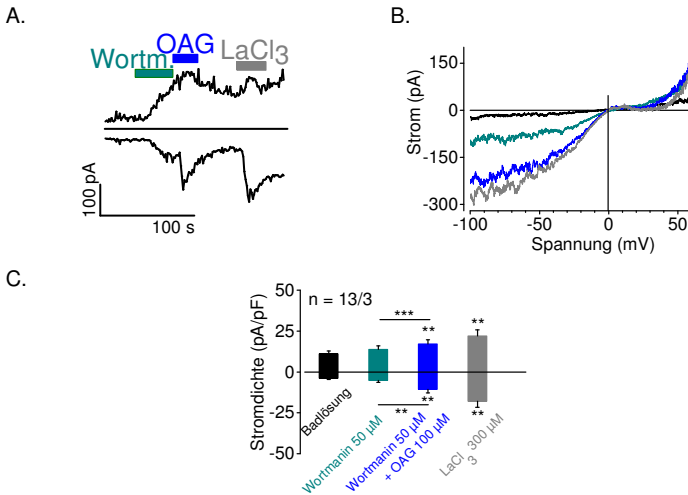 A.
OAG
LaCl3
Wortm.
100 pA
100 s
B.
Strom (pA)
150
0
-150
-300
-100
-50
0
50
Spannung (mV)
C.
n = 13/3
Stromdichte (pA/pF)
50
25
0
-25
-50
***
**
**
**
**
**
Badlösung
Wortmanin 50 µM
Wortmanin 50 µM
+ OAG 100 µM
LaCl3 300 µM